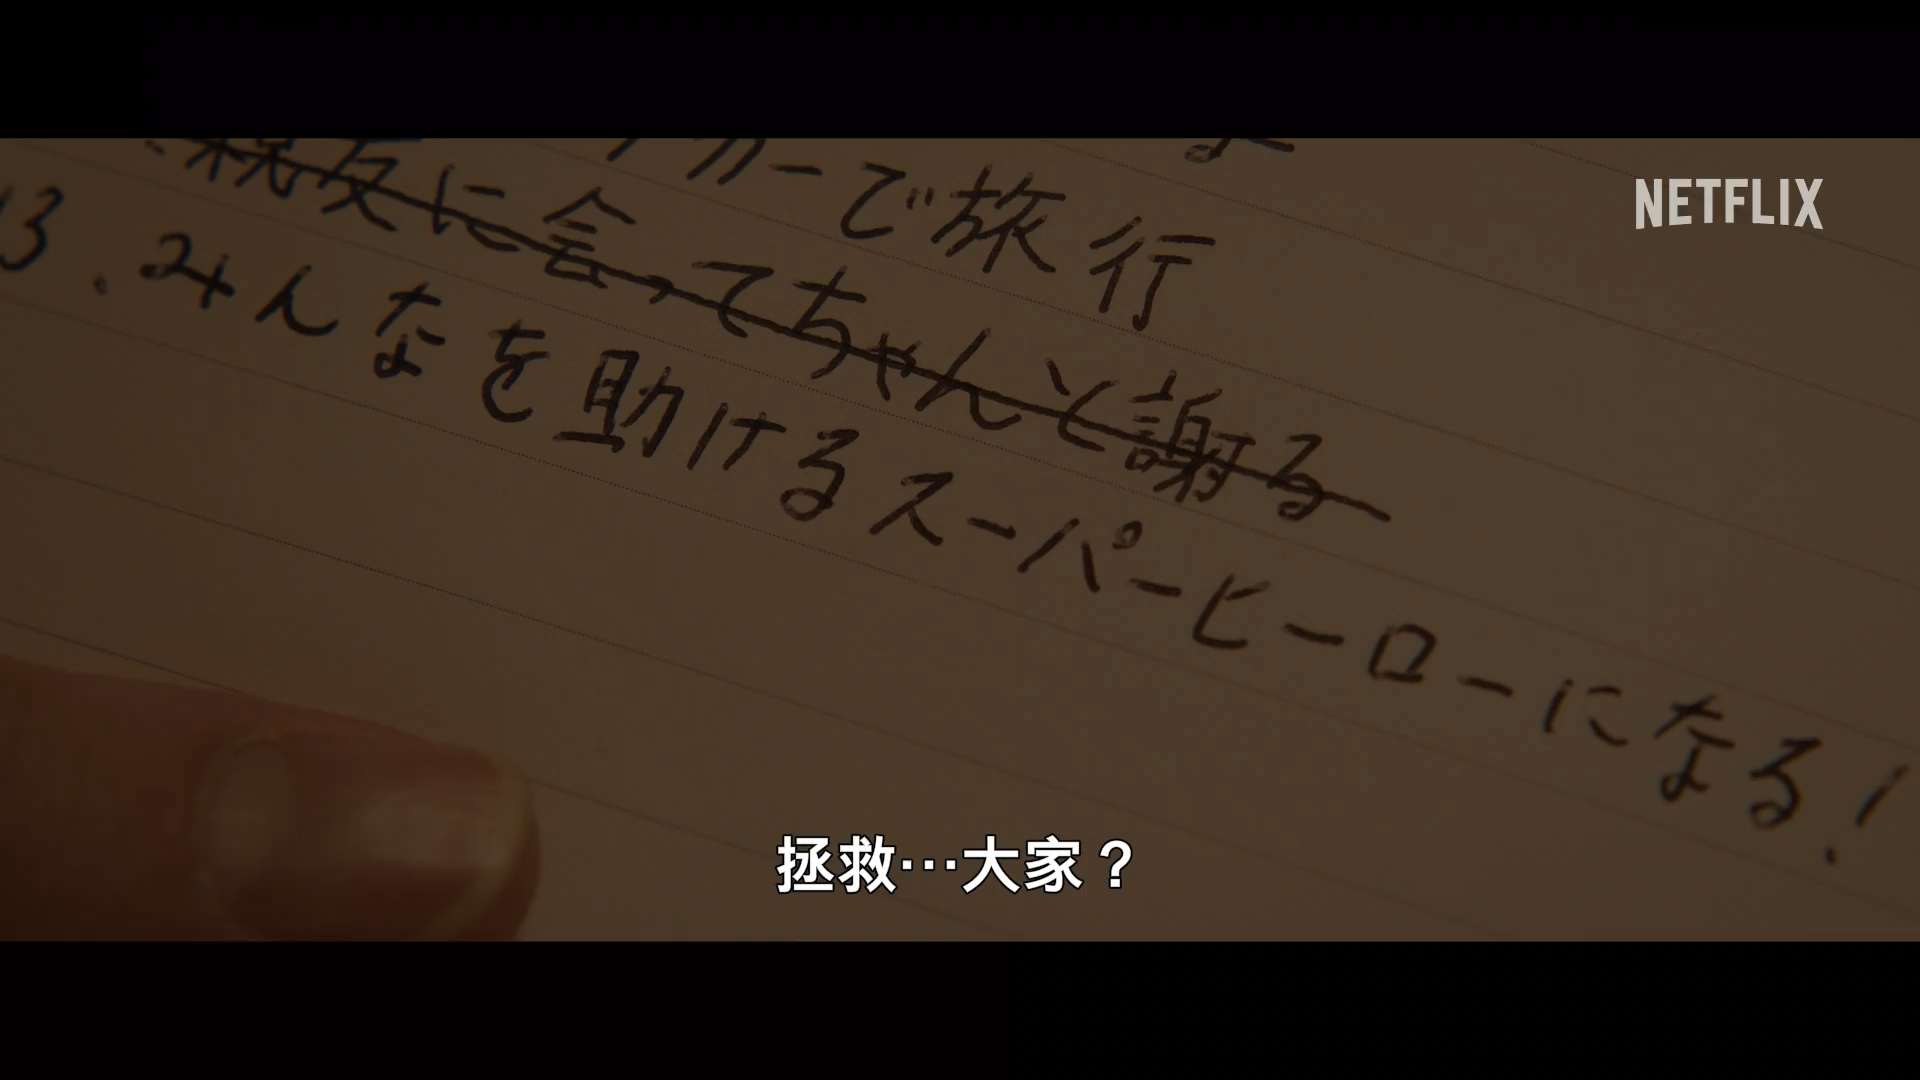 カーで旅行
親友に会ってちゃんと謝る
13.みんなを助けるスーパーヒーローになる!
NETFLIX
拯救⋯大家？